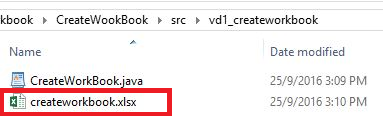 kbook > CreateWookBook > src > vd1_createworkbook
Name Date modified
CreateWorkBook.java 25/9/2016 3:09 PM
createworkbook.xlsx 25/9/2016 3:10 PM